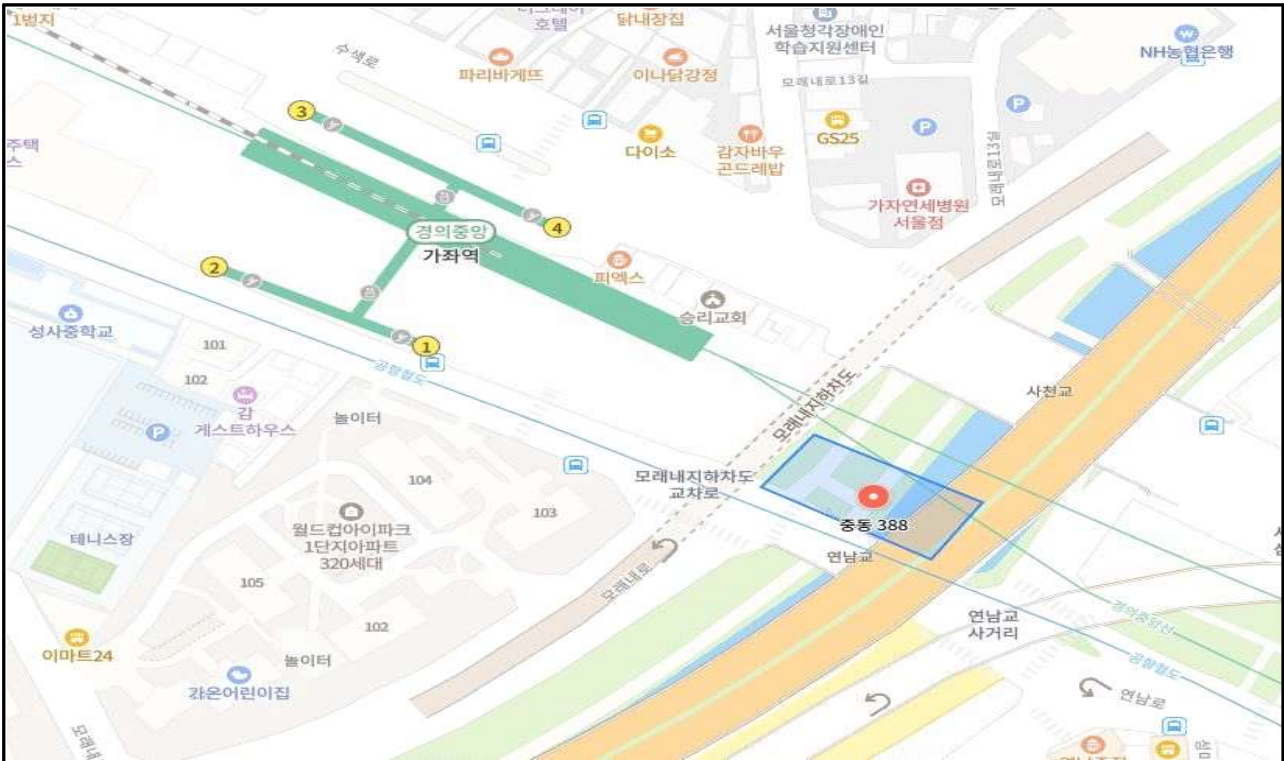 1번지
호텔
닭내장집
서울청각장애인
학습지원센터
NH농협은행
수색로
파리바게뜨
이나닭강정
모래내로13길
P
3
다이소
감자바우
곤드레밥
GS25
P
모래내로13길
주택
스
가자연세병원
서울점
4
경의중앙
가좌역
2
피엑스
승리교회
성사중학교
1
101
공항철도
102
모래내지하차도
사천교
감
게스트하우스
놀이터
P
104
모래내지하차도
교차로
103
중동 388
월드컵아이파크
1단지아파트
320세대
테니스장
연남교
105
모래내로
연남교
사거리
경의중앙선
102
이마트24
놀이터
공항철도
가온어린이집
연남로
모래내